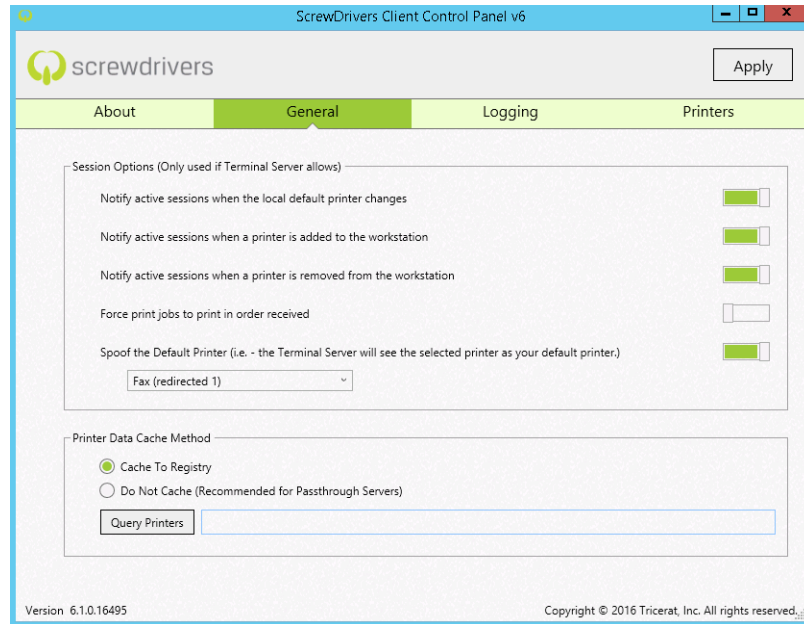 ScrewDrivers Client Control Panel v6
screwdrivers
Apply
About General Logging Printers
Session Options (Only used if Terminal Server allows)
Notify active sessions when the local default printer changes
Notify active sessions when a printer is added to the workstation
Notify active sessions when a printer is removed from the workstation
Force print jobs to print in order received
Spoof the Default Printer (i.e. - the Terminal Server will see the selected printer as your default printer.)
Fax (redirected 1)
Printer Data Cache Method
Cache To Registry
Do Not Cache (Recommended for Passthrough Servers)
Query Printers
Version 6.1.0.16495 Copyright © 2016 Tricerat, Inc. All rights reserved.